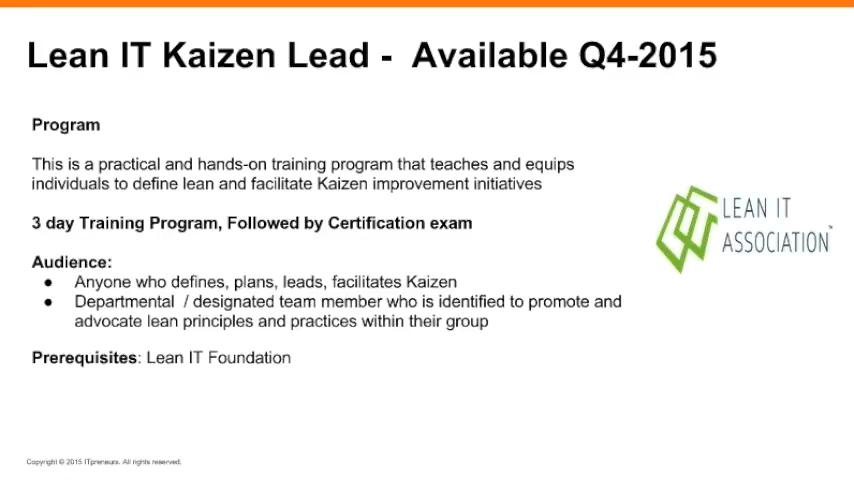 Lean IT Kaizen Lead - Available Q4-2015
Program
This is a practical and hands-on training program that teaches and equips
individuals to define lean and facilitate Kaizen improvement initiatives
3 day Training Program, Followed by Certification exam
Audience:
● Anyone who defines, plans, leads, facilitates Kaizen
● Departmental / designated team member who is identified to promote and
advocate lean principles and practices within their group
Prerequisites: Lean IT Foundation
LEAN IT
ASSOCIATION™
Copyright © 2015 ITpreneurs. All rights reserved.